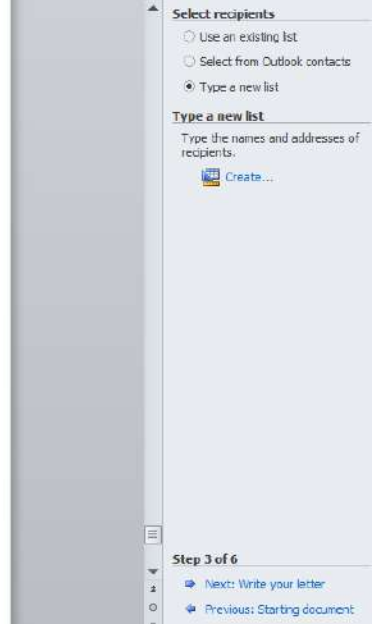 Select recipients
Use an existing list
Select from Outlook contacts
Type a new list
Type a new list
Type the names and addresses of
recipients.
Create...
Step 3 of 6
Next: Write your letter
Previous: Starting document